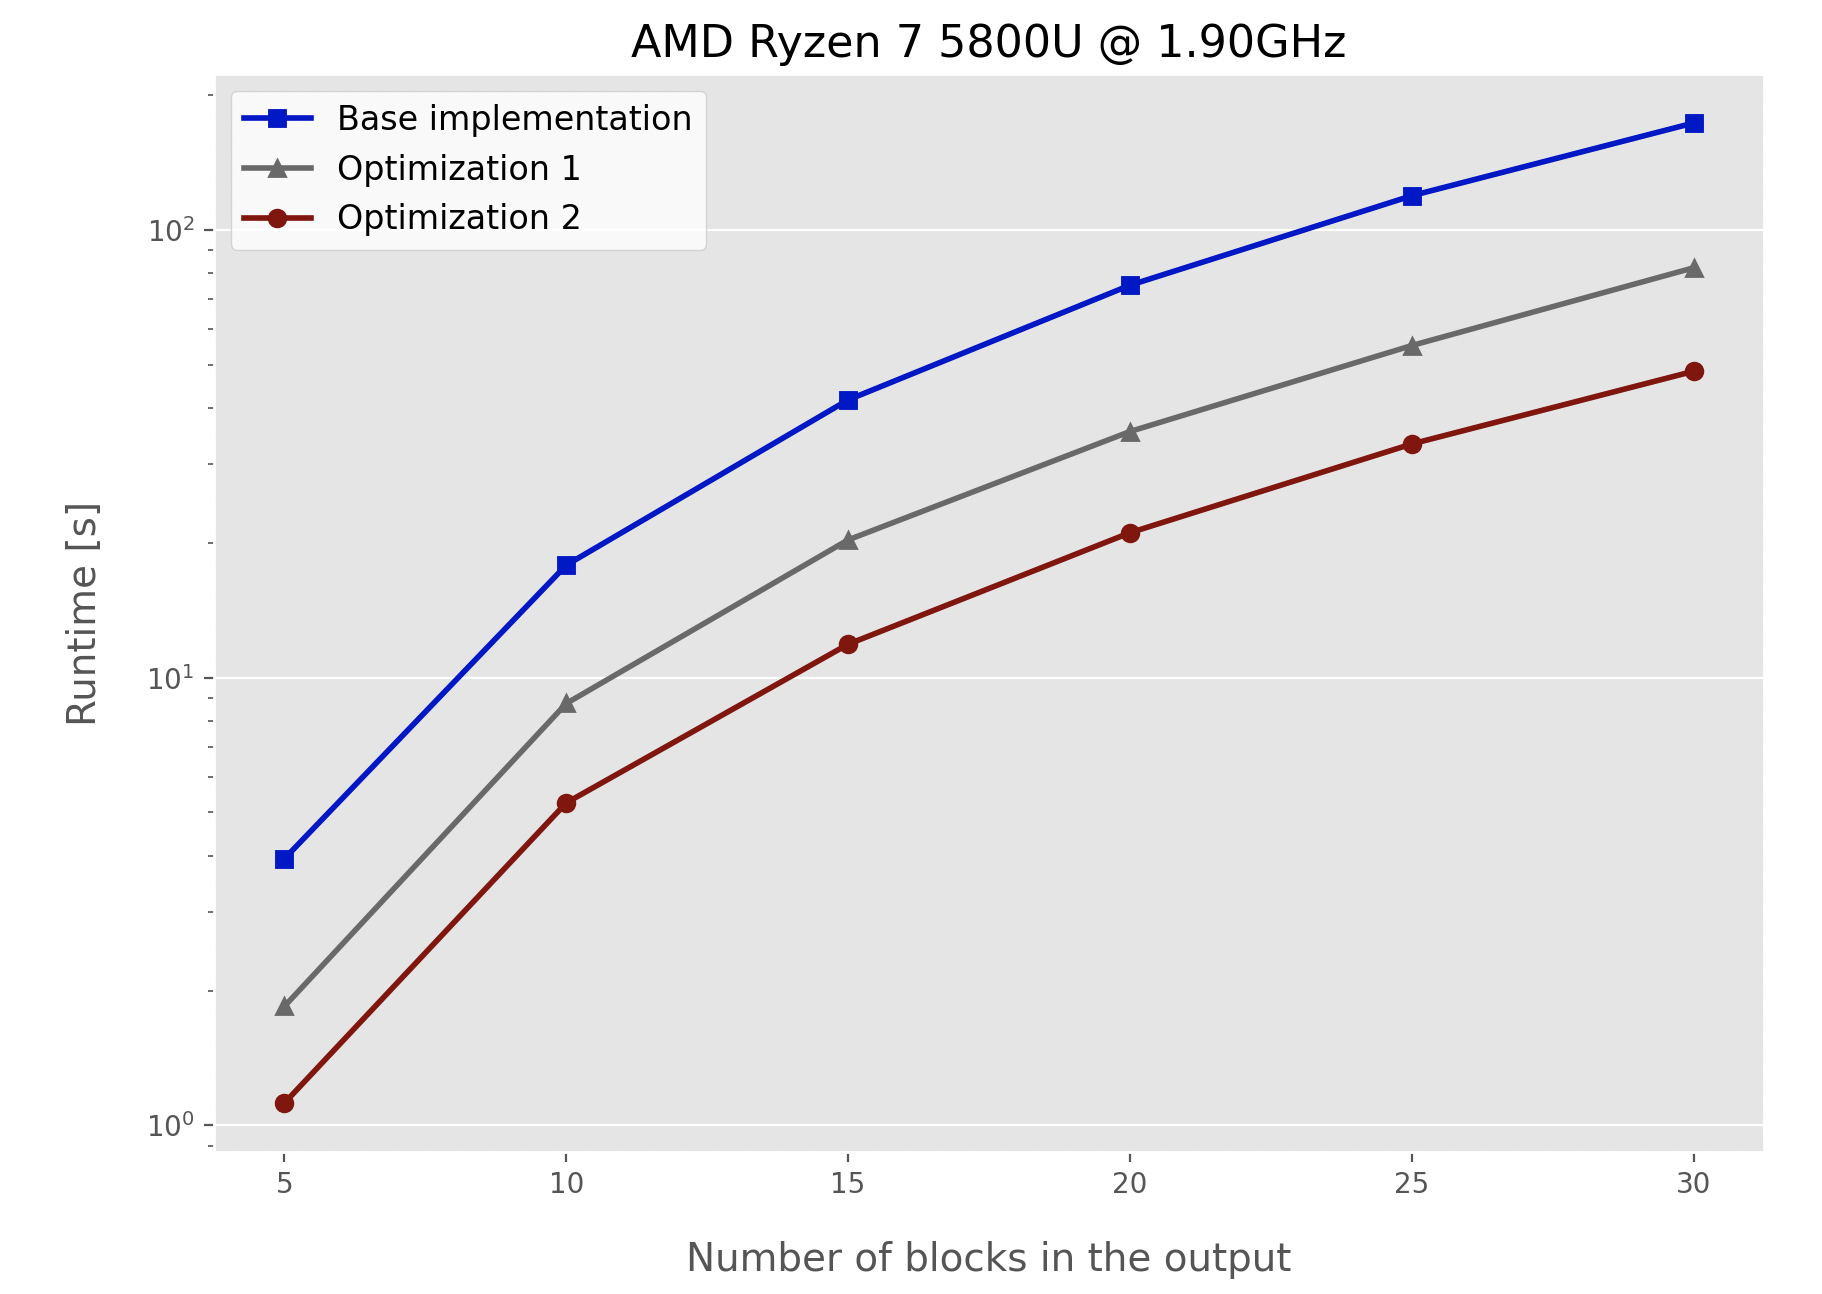 AMD Ryzen 7 5800U @ 1.90GHz
Base implementation
Optimization 1
Optimization 2
10²
10¹
10⁰
Runtime [s]
5 10 15 20 25 30
Number of blocks in the output